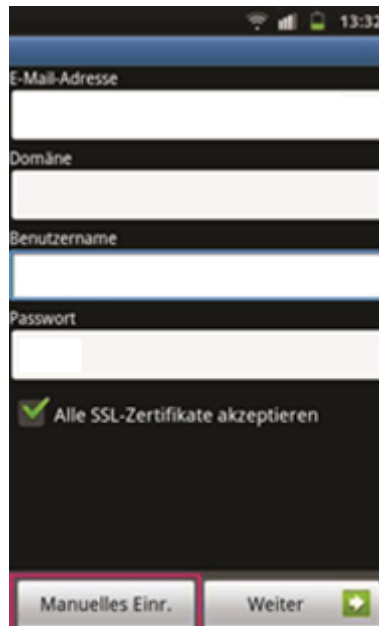 13:32
E-Mail-Adresse
Domäne
Benutzername
Passwort
Alle SSL-Zertifikate akzeptieren
Manuelles Einr.
Weiter